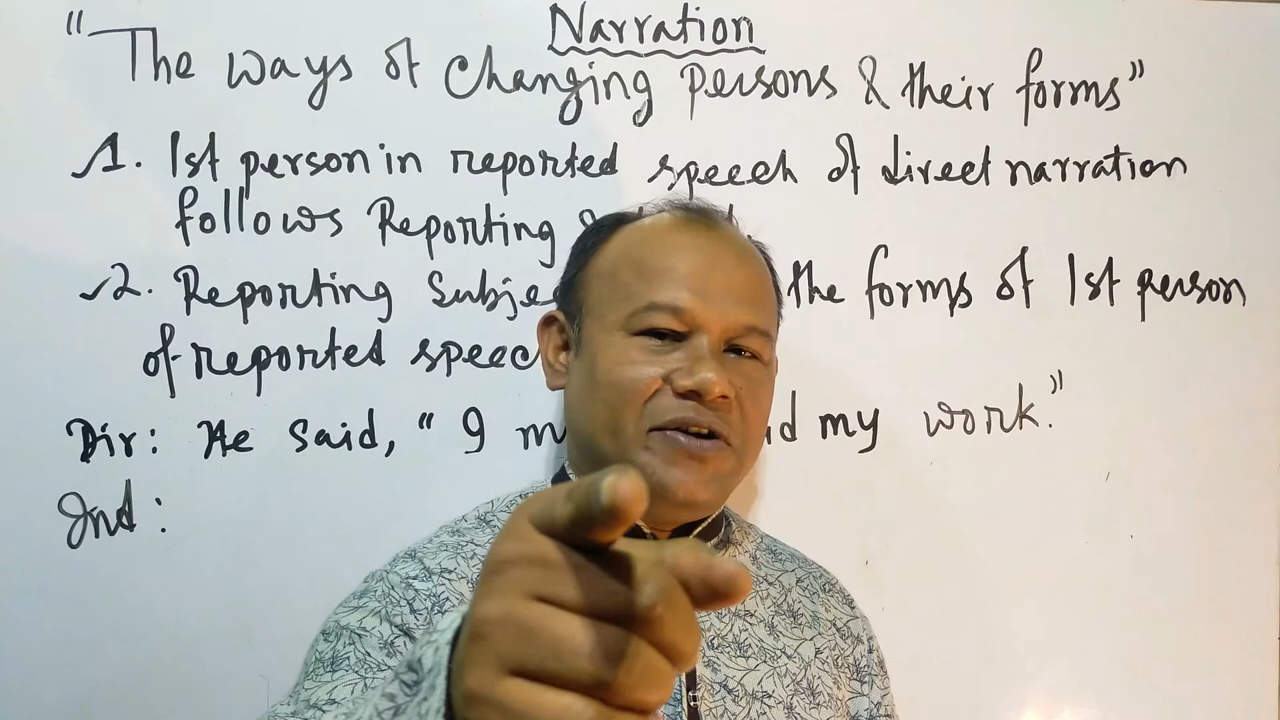 Narration
"The ways of changing persons & their forms"
1. 1st person in reported speech of direct narration
follows Reporting
2. Reporting the forms of 1st person
of reported
Dir: He said, "I my work."
Ind: